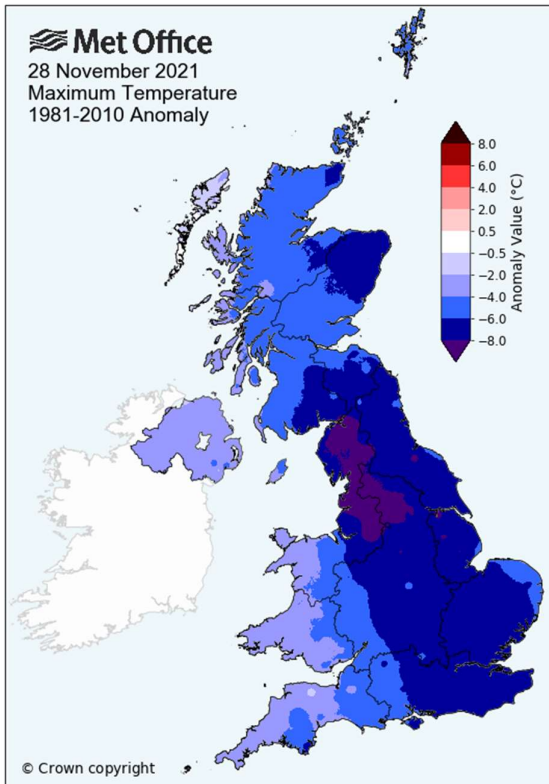 Met Office
28 November 2021
Maximum Temperature
1981-2010 Anomaly
8.0
6.0
4.0
2.0
0.5
-0.5
-2.0
-4.0
-6.0
-8.0
Anomaly Value (°C)
© Crown copyright